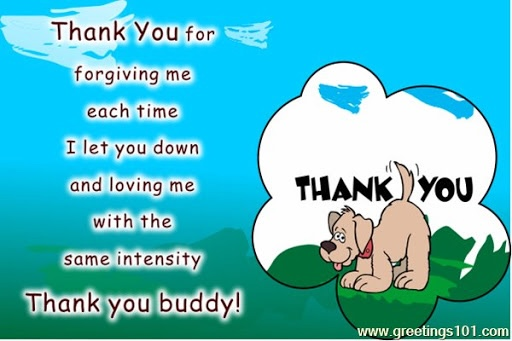 Thank You for
forgiving me
each time
I let you down
and loving me
with the
same intensity
Thank you buddy!
THANK YOU
www.greetings101.com